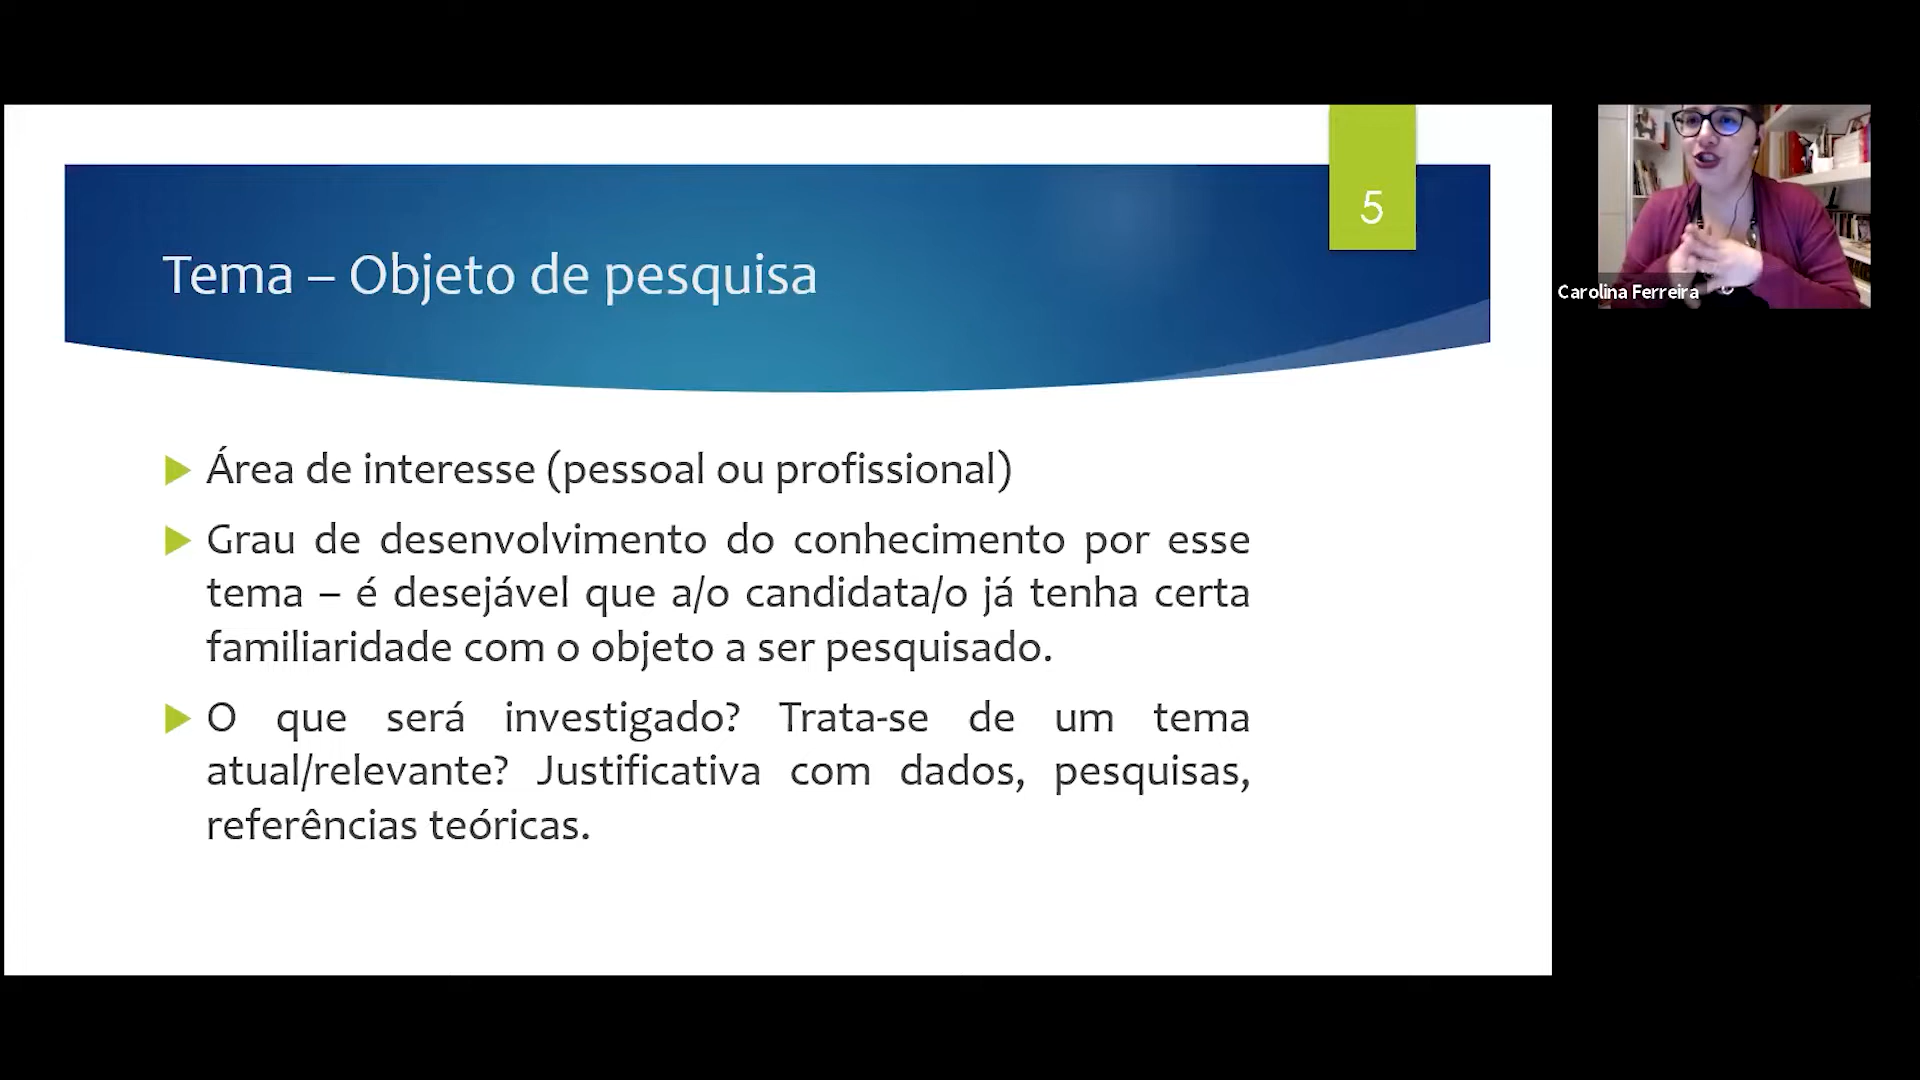 5
Tema – Objeto de pesquisa
Carolina Ferreira
Área de interesse (pessoal ou profissional)
Grau de desenvolvimento do conhecimento por esse
tema – é desejável que a/o candidata/o já tenha certa
familiaridade com o objeto a ser pesquisado.
O que será investigado? Trata-se de um tema
atual/relevante? Justificativa com dados, pesquisas,
referências teóricas.